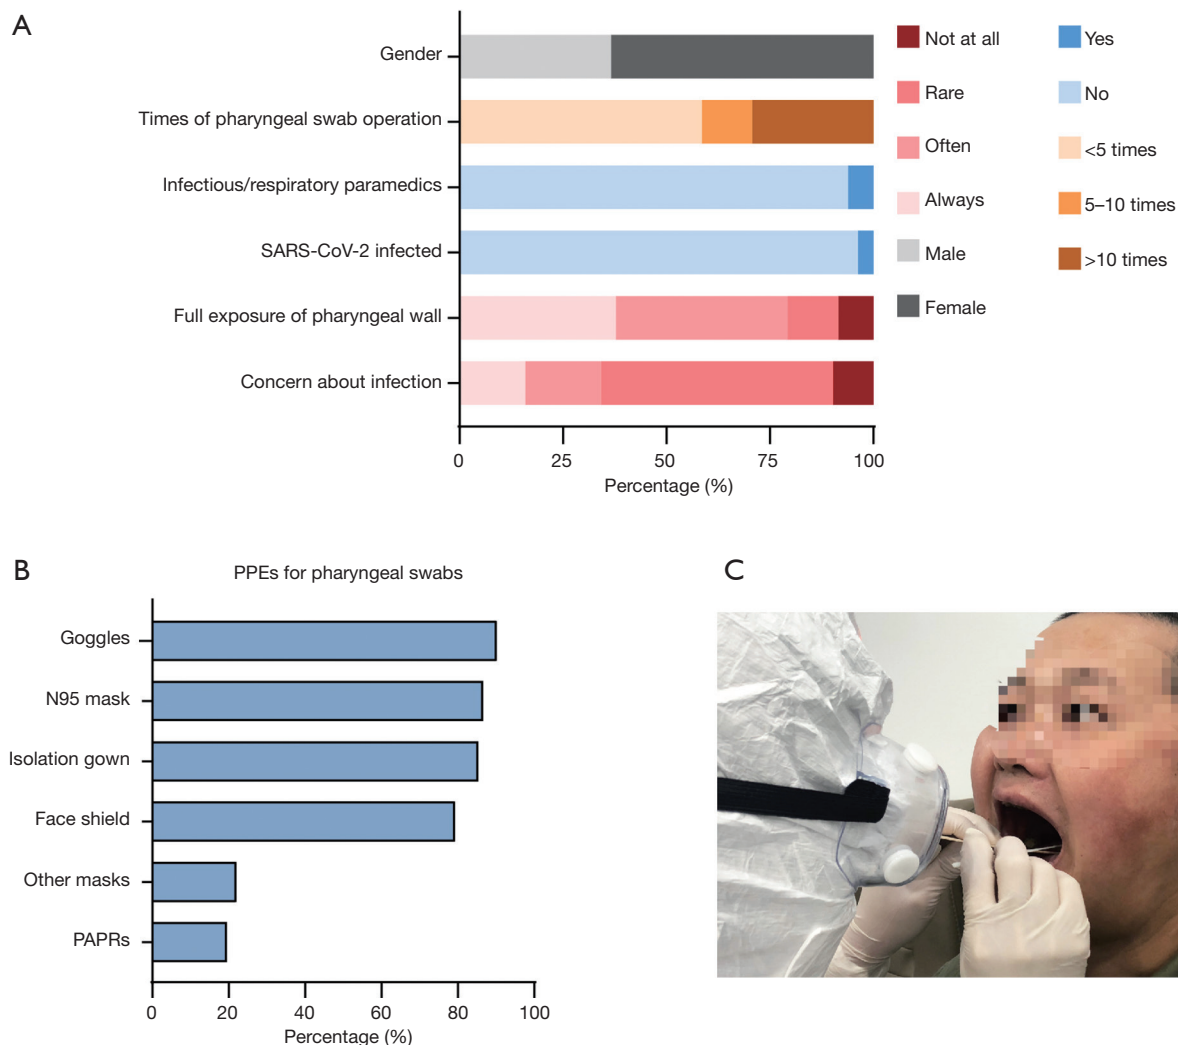 A
Gender
Times of pharyngeal swab operation
Infectious/respiratory paramedics
SARS-CoV-2 infected
Full exposure of pharyngeal wall
Concern about infection
0 25 50 75 100
Percentage (%)
Not at all
Rare
Often
Always
Male
Female
Yes
No
<5 times
5–10 times
>10 times
B
PPEs for pharyngeal swabs
Goggles
N95 mask
Isolation gown
Face shield
Other masks
PAPRs
0 20 40 60 80 100
Percentage (%)
C